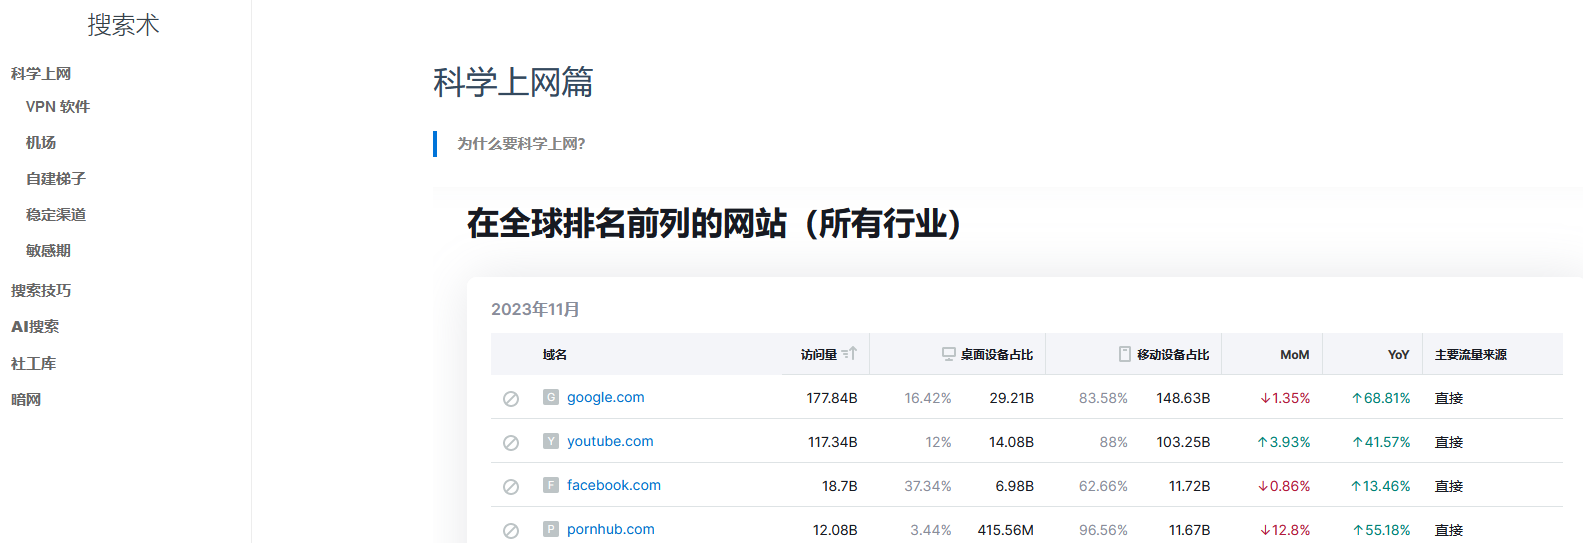 搜索术
科学上网
VPN 软件
机场
自建梯子
稳定渠道
敏感期
搜索技巧
AI搜索
社工库
暗网
科学上网篇
为什么要科学上网?
在全球排名前列的网站（所有行业）
2023年11月
域名 访问量 桌面设备占比 移动设备占比 MoM YoY 主要流量来源
G google.com 177.84B 16.42% 29.21B 83.58% 148.63B ↓1.35% ↑68.81% 直接
Y youtube.com 117.34B 12% 14.08B 88% 103.25B ↑3.93% ↑41.57% 直接
F facebook.com 18.7B 37.34% 6.98B 62.66% 11.72B ↓0.86% ↑13.46% 直接
P pornhub.com 12.08B 3.44% 415.56M 96.56% 11.67B ↓12.8% ↑55.18% 直接